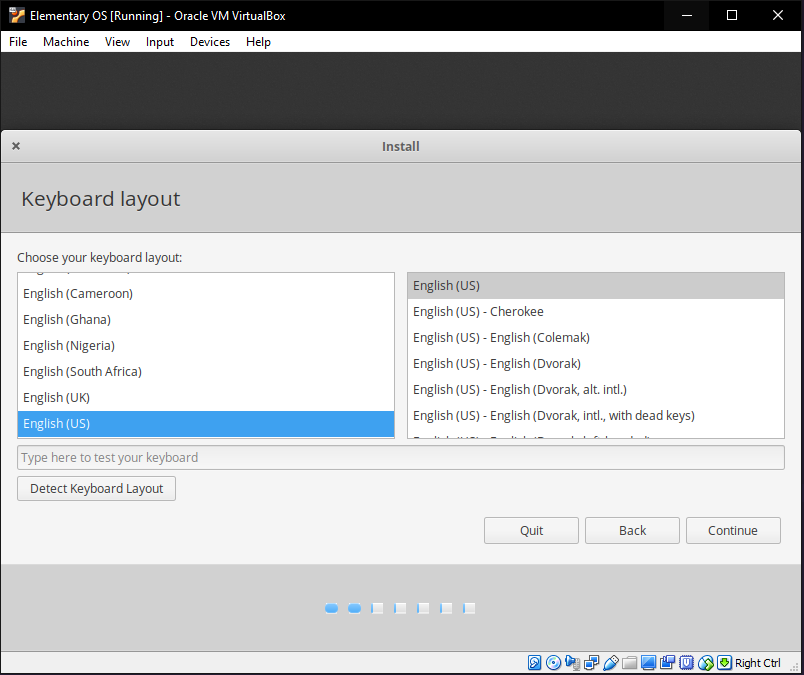 Elementary OS [Running] - Oracle VM VirtualBox
File Machine View Input Devices Help
Install
Keyboard layout
Choose your keyboard layout:
English (Cameroon)
English (Ghana)
English (Nigeria)
English (South Africa)
English (UK)
English (US)
English (US)
English (US) - Cherokee
English (US) - English (Colemak)
English (US) - English (Dvorak)
English (US) - English (Dvorak, alt. intl.)
English (US) - English (Dvorak, intl., with dead keys)
Type here to test your keyboard
Detect Keyboard Layout
Quit Back Continue
Right Ctrl